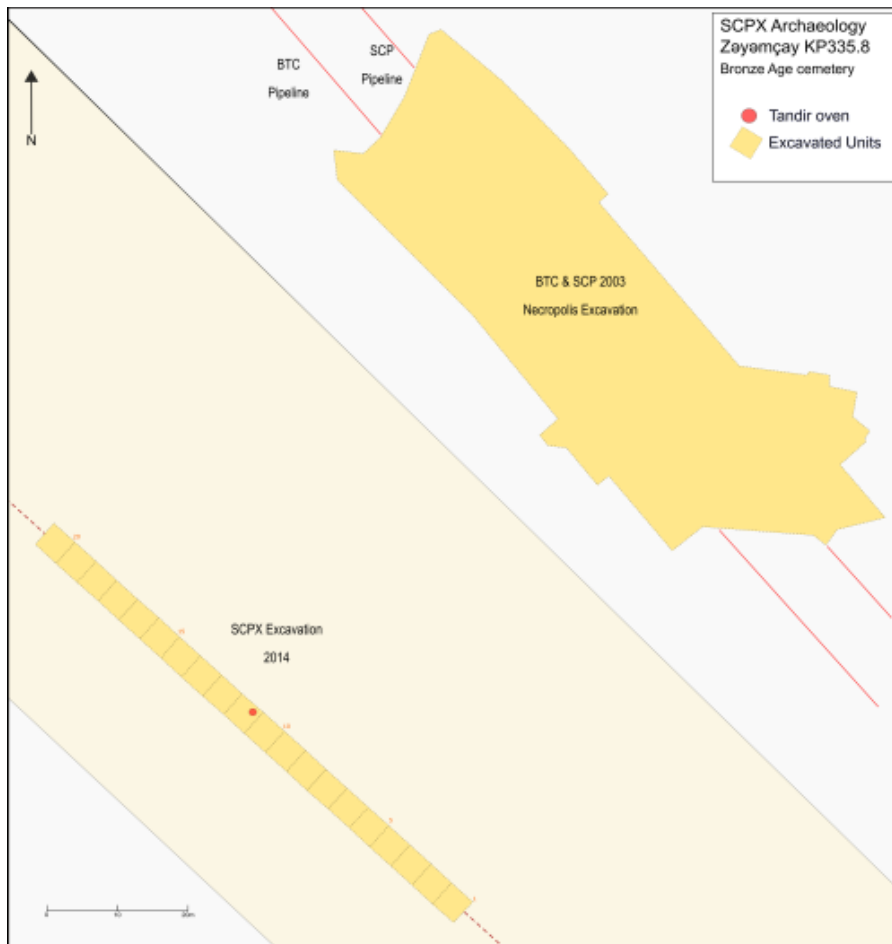 SCPX Archaeology
Zəyəmçay KP335.8
Bronze Age cemetery
Tandir oven
Excavated Units
BTC
Pipeline
SCP
Pipeline
N
BTC & SCP 2003
Necropolis Excavation
SCPX Excavation
2014